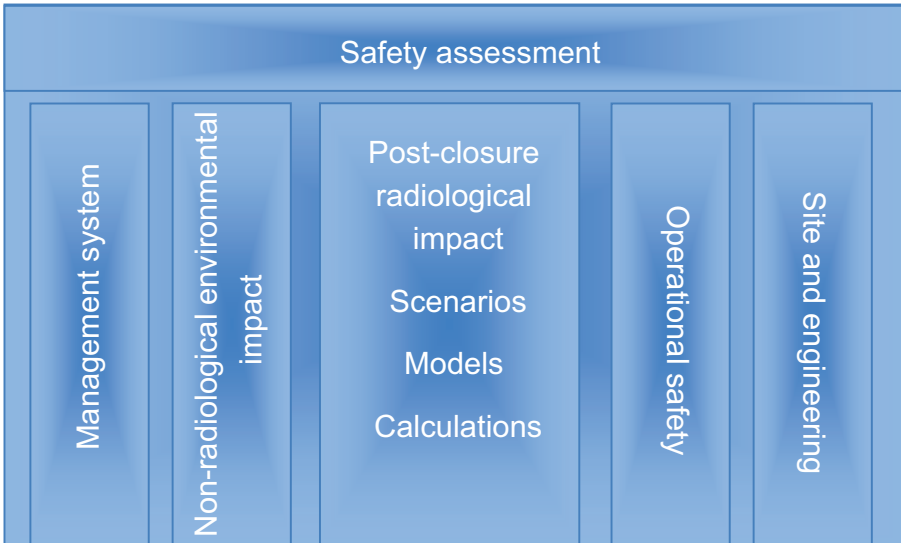 Safety assessment
Management system
Non-radiological environmental
impact
Post-closure
radiological
impact
Scenarios
Models
Calculations
Operational safety
Site and engineering